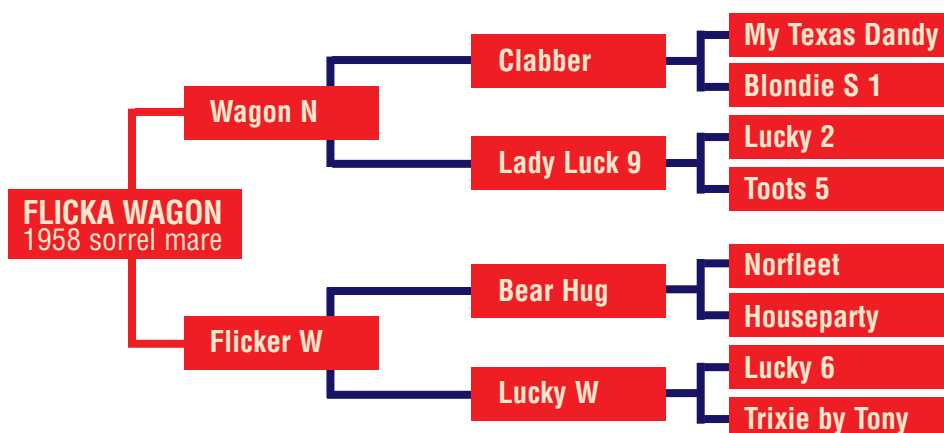 My Texas Dandy
Clabber
Blondie S 1
Wagon N
Lucky 2
Lady Luck 9
Toots 5
FLICKA WAGON
1958 sorrel mare
Norfleet
Bear Hug
Houseparty
Flicker W
Lucky 6
Lucky W
Trixie by Tony